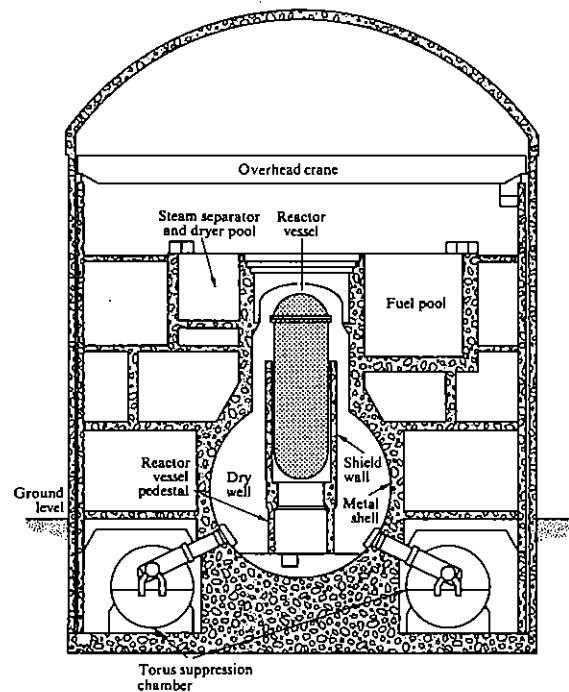 Overhead crane
Steam separator
and dryer pool
Reactor
vessel
Fuel pool
Reactor
vessel
pedestal
Dry
well
Shield
wall
Metal
shell
Ground
level
Torus suppression
chamber